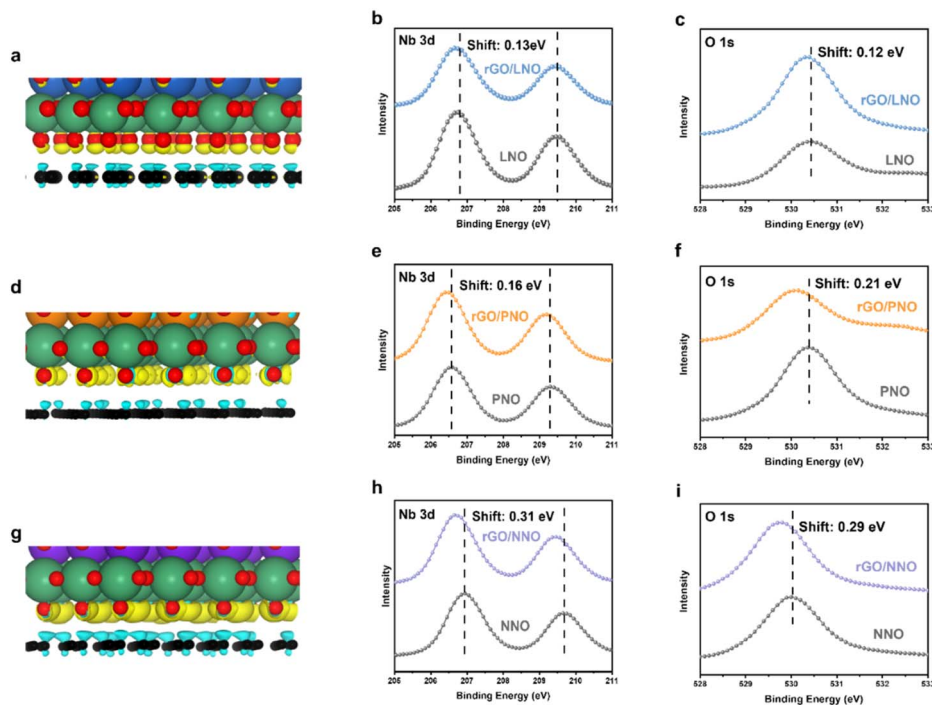 a
b
Nb 3d
Shift: 0.13eV
rGO/LNO
LNO
Intensity
205 206 207 208 209 210 211
Binding Energy (eV)
c
O 1s
Shift: 0.12 eV
rGO/LNO
LNO
Intensity
528 529 530 531 532 533
Binding Energy (eV)
d
e
Nb 3d
Shift: 0.16 eV
rGO/PNO
PNO
Intensity
205 206 207 208 209 210 211
Binding Energy (eV)
f
O 1s
Shift: 0.21 eV
rGO/PNO
PNO
Intensity
528 529 530 531 532 533
Binding Energy (eV)
g
h
Nb 3d
Shift: 0.31 eV
rGO/NNO
NNO
Intensity
205 206 207 208 209 210 211
Binding Energy (eV)
i
O 1s
Shift: 0.29 eV
rGO/NNO
NNO
Intensity
528 529 530 531 532 533
Binding Energy (eV)